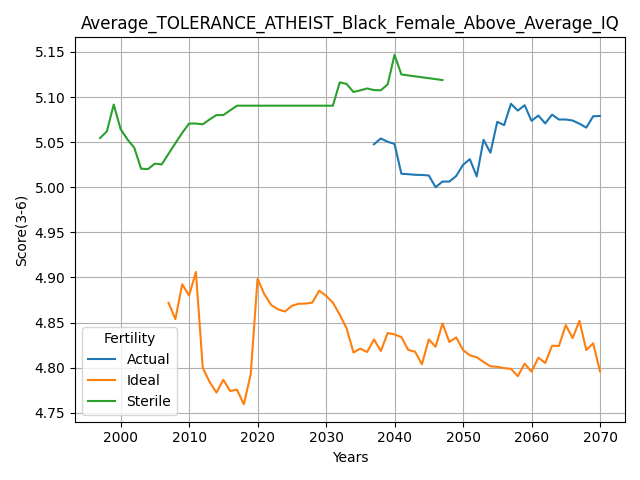 Average_TOLERANCE_ATHEIST_Black_Female_Above_Average_IQ
5.15
5.10
5.05
5.00
4.95
4.90
4.85
4.80
4.75
Score(3-6)
Fertility
Actual
Ideal
Sterile
2000 2010 2020 2030 2040 2050 2060 2070
Years